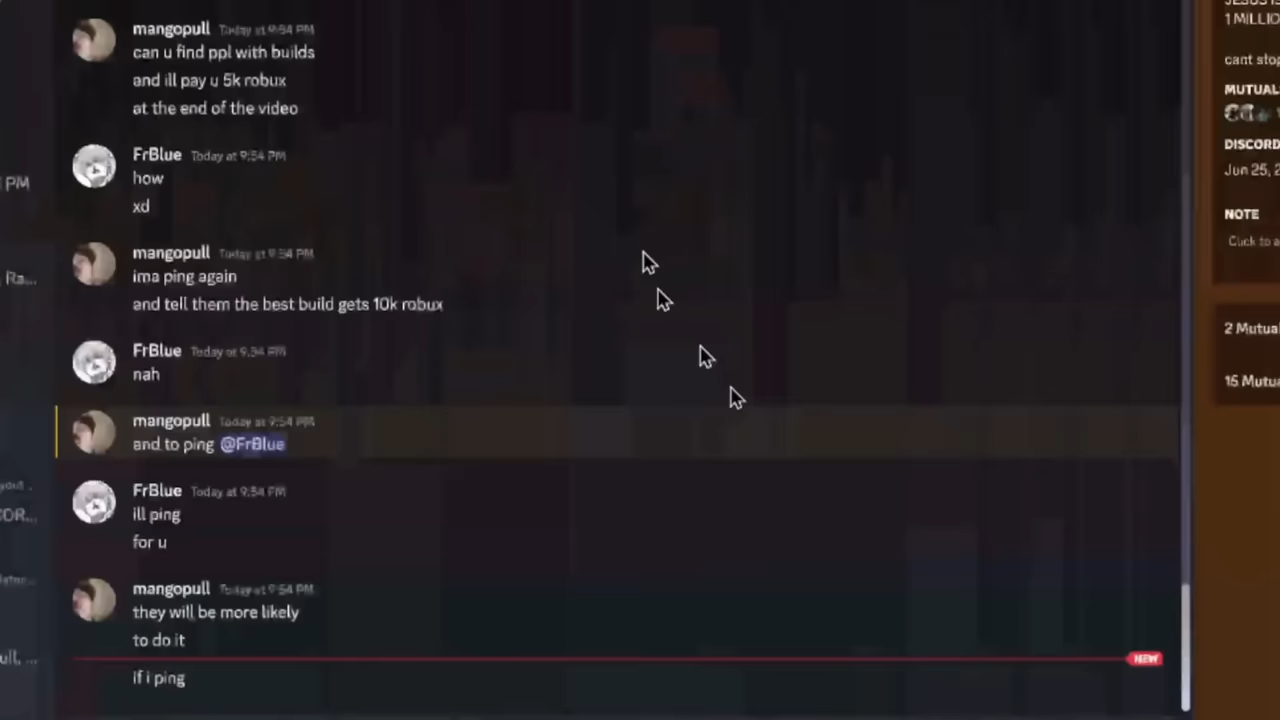 mangopull Today at 9:54 PM
can u find ppl with builds
and ill pay u 5k robux
at the end of the video
FrBlue Today at 9:54 PM
how
xd
mangopull Today at 9:54 PM
ima ping again
and tell them the best build gets 10k robux
FrBlue Today at 9:54 PM
nah
mangopull Today at 9:54 PM
and to ping @FrBlue
FrBlue Today at 9:54 PM
ill ping
for u
mangopull Today at 9:54 PM
they will be more likely
to do it
NEW
if i ping
PM
Ra...
COR...
ull, ...
1 MILLIO
cant stop
MUTUAL
DISCORD
Jun 25, 2
NOTE
Click to a
2 Mutua
15 Mutua